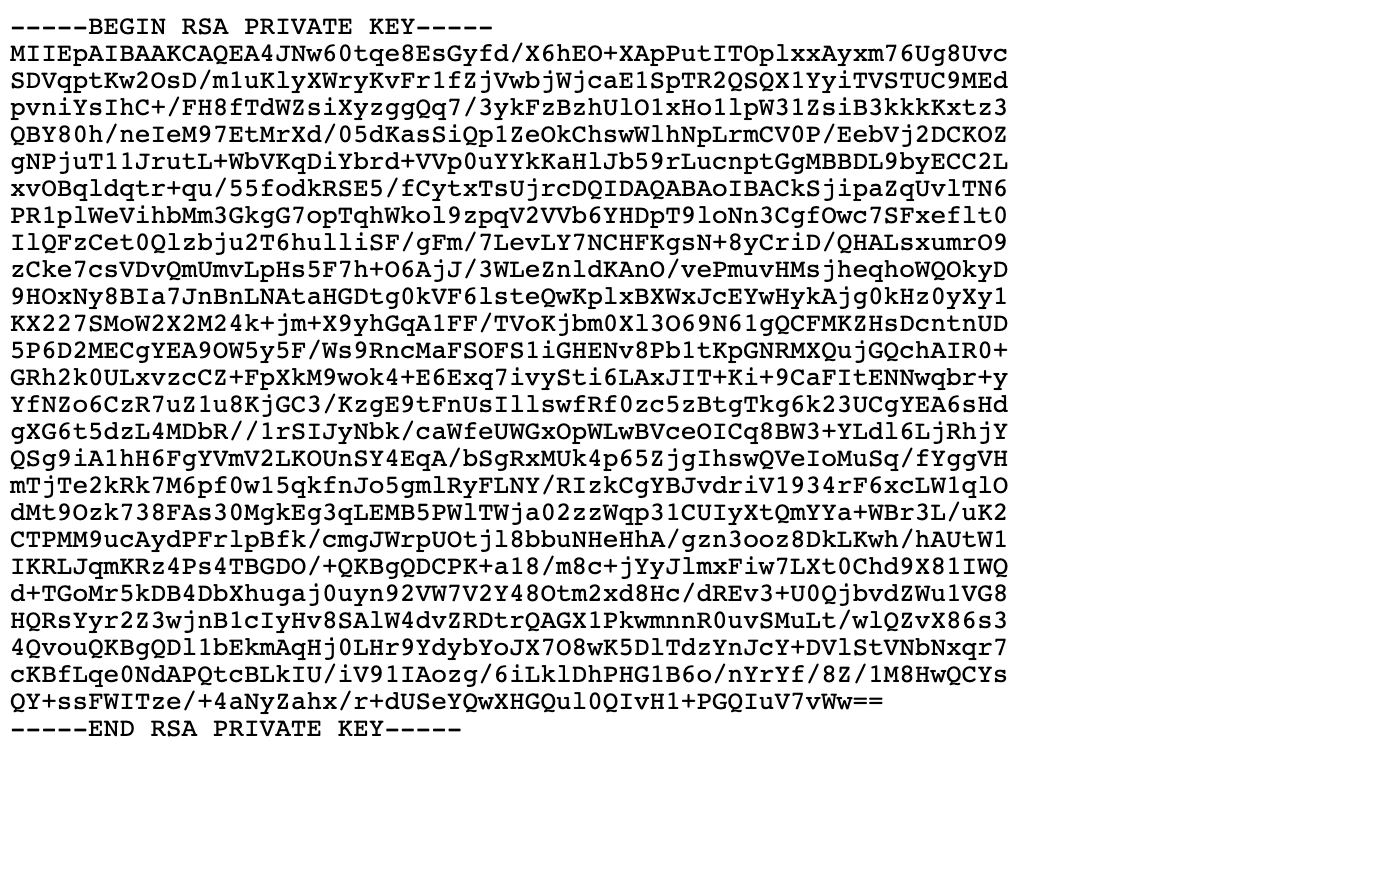 -----BEGIN RSA PRIVATE KEY-----
MIIEpAIBAAKCAQEA4JNw60tqe8EsGyfd/X6hEO+XApPutITOplxxAyxm76Ug8Uvc
SDVqptKw2OsD/m1uKlyXWryKvFr1fZjVwbjWjcaE1SpTR2QSQX1YyiTVSTUC9MEd
pvniYsIhC+/FH8fTdWZsiXyzggQq7/3ykFzBzhUlO1xHo1lpW31ZsiB3kkkKxtz3
QBY80h/neIeM97EtMrXd/05dKasSiQp1ZeOkChswWlhNpLrmCV0P/EebVj2DCKOZ
gNPjuT11JrutL+WbVKqDiYbrd+VVp0uYYkKaHlJb59rLucnptGgMBBDL9byECC2L
xvOBqldqtr+qu/55fodkRSE5/fCytxTsUjrcDQIDAQABAoIBACkSjipaZqUvlTN6
PR1plWeVihbMm3GkgG7opTqhWkol9zpqV2VVb6YHDpT9loNn3CgfOwc7SFxeflt0
IlQFzCet0Qlzbju2T6hulliSF/gFm/7LevLY7NCHFKgsN+8yCriD/QHALsxumrO9
zCke7csVDvQmUmvLpHs5F7h+O6AjJ/3WLeZnldKAnO/vePmuvHMsjheqhoWQOkyD
9HOxNy8BIa7JnBnLNAtaHGDtg0kVF6lsteQwKplxBXWxJcEYwHykAjg0kHz0yXy1
KX227SMoW2X2M24k+jm+X9yhGqA1FF/TVoKjbm0Xl3O69N61gQCFMKZHsDcntnUD
5P6D2MECgYEA9OW5y5F/Ws9RncMaFSOFS1iGHENv8Pb1tKpGNRMXQujGQchAIR0+
GRh2k0ULxvzcCZ+FpXkM9wok4+E6Exq7ivySti6LAxJIT+Ki+9CaFItENNwqbr+y
YfNZo6CzR7uZ1u8KjGC3/KzgE9tFnUsIllswfRf0zc5zBtgTkg6k23UCgYEA6sHd
gXG6t5dzL4MDbR//1rSIJyNbk/caWfeUWGxOpWLwBVceOICq8BW3+YLdl6LjRhjY
QSg9iA1hH6FgYVmV2LKOUnSY4EqA/bSgRxMUk4p65ZjgIhswQVeIoMuSq/fYggVH
mTjTe2kRk7M6pf0w15qkfnJo5gmlRyFLNY/RIzkCgYBJvdriV1934rF6xcLW1qlO
dMt9Ozk738FAs30MgkEg3qLEMB5PWlTWja02zzWqp31CUIyXtQmYYa+WBr3L/uK2
CTPMM9ucAydPFrlpBfk/cmgJWrpUOtjl8bbuNHeHhA/gzn3ooz8DkLKwh/hAUtW1
IKRLJqmKRz4Ps4TBGDO/+QKBgQDCPK+a18/m8c+jYyJlmxFiw7LXt0Chd9X81IWQ
d+TGoMr5kDB4DbXhugaj0uyn92VW7V2Y48Otm2xd8Hc/dREv3+U0QjbvdZWu1VG8
HQRsYyr2Z3wjnB1cIyHv8SAlW4dvZRDtrQAGX1PkwmnnR0uvSMuLt/wlQZvX86s3
4QvouQKBgQDl1bEkmAqHj0LHr9YdybYoJX7O8wK5DlTdzYnJcY+DVlStVNbNxqr7
cKBfLqe0NdAPQtcBLkIU/iV91IAozg/6iLklDhPHG1B6o/nYrYf/8Z/1M8HwQCYs
QY+ssFWITze/+4aNyZahx/r+dUSeYQwXHGQul0QIvH1+PGQIuV7vWw==
-----END RSA PRIVATE KEY-----